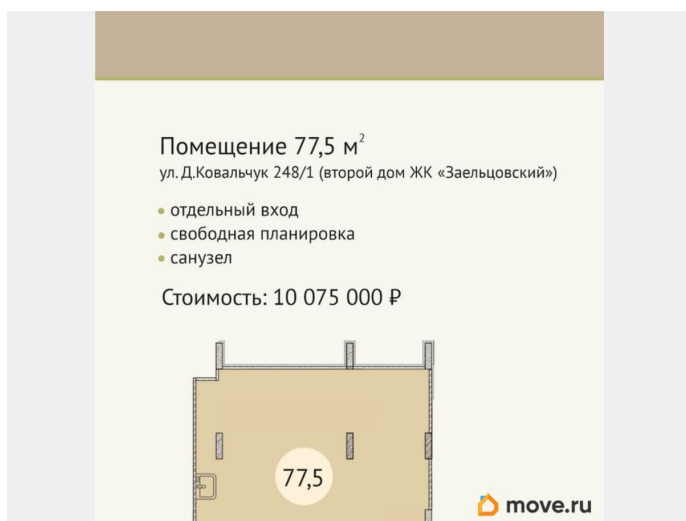 Помещение 77,5 м²
ул. Д.Ковальчук 248/1 (второй дом ЖК «Заельцовский»)
• отдельный вход
• свободная планировка
• санузел
Стоимость: 10 075 000 ₽
77,5
move.ru